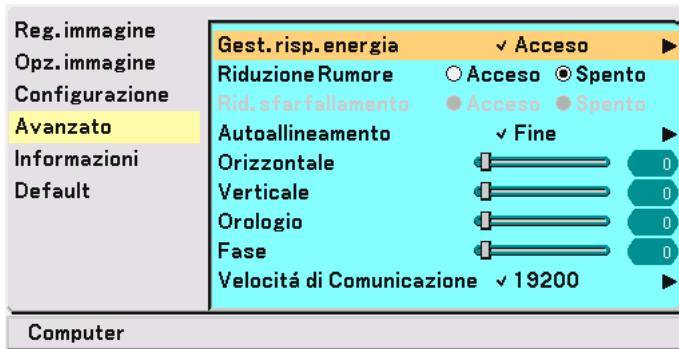 Reg.immagine
Opz.immagine
Configurazione
Avanzato
Informazioni
Default
Gest.risp.energia ✓ Acceso ▶
Riduzione Rumore Acceso Spento
Rid.sfarfallamento Acceso Spento
Autoallineamento ✓ Fine ▶
Orizzontale 0
Verticale 0
Orologio 0
Fase 0
Velocitá di Comunicazione ✓ 19200 ▶
Computer